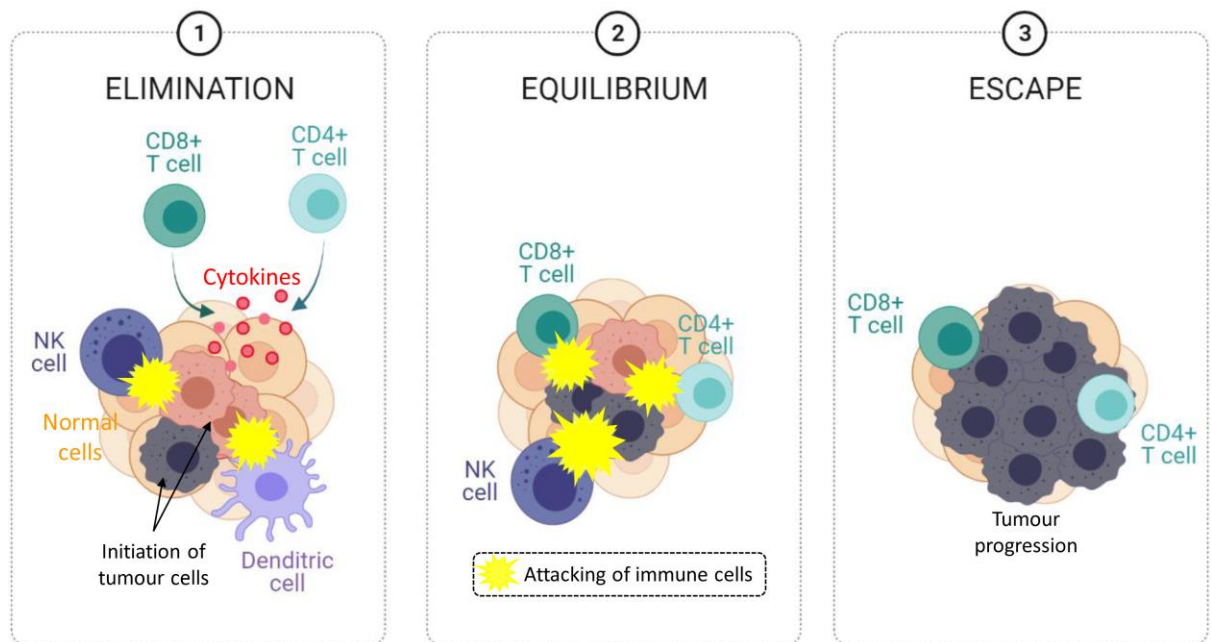 1
ELIMINATION
CD8+
T cell
CD4+
T cell
Cytokines
NK
cell
Normal
cells
Initiation of
tumour cells
Denditric
cell
2
EQUILIBRIUM
CD8+
T cell
CD4+
T cell
NK
cell
Attacking of immune cells
3
ESCAPE
CD8+
T cell
CD4+
T cell
Tumour
progression